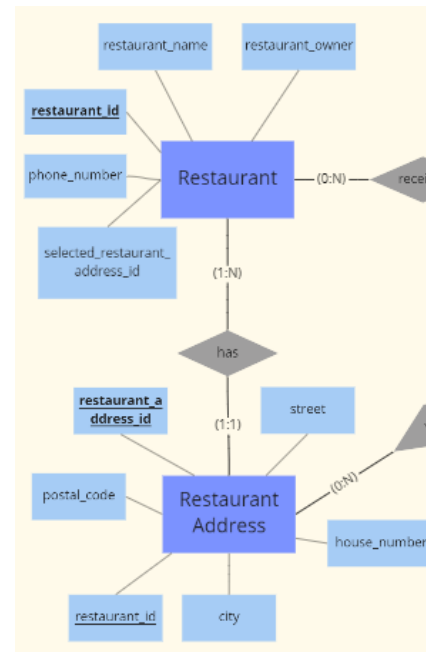 restaurant_name
restaurant_owner
restaurant_id
phone_number
Restaurant
(0:N)
recei
selected_restaurant_
address_id
(1:N)
has
restaurant_a
ddress_id
street
(1:1)
(0:N)
postal_code
Restaurant
Address
house_number
restaurant_id
city